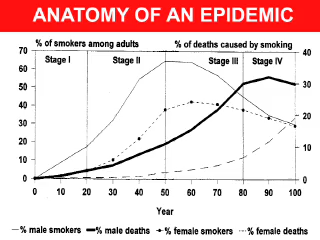 ANATOMY OF AN EPIDEMIC
% of smokers among adults % of deaths caused by smoking
70 40
Stage I Stage II Stage III Stage IV
60
50 30
40
30 20
20
10 10
0 0
0 10 20 30 40 50 60 70 80 90 100
Year
% male smokers % male deaths % female smokers % female deaths